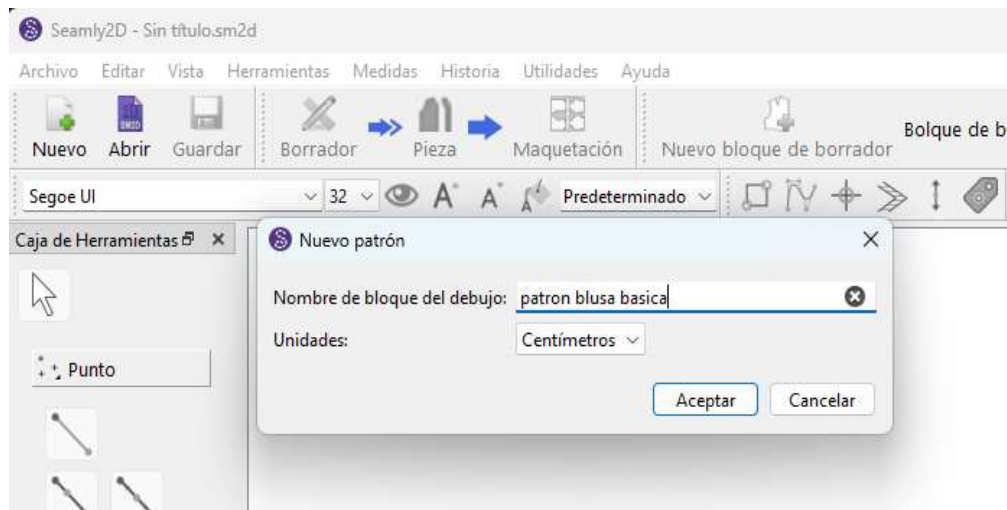 Seamly2D - Sin título.sm2d
Archivo Editar Vista Herramientas Medidas Historia Utilidades Ayuda
SM2D
Nuevo Abrir Guardar Borrador Pieza Maquetación Nuevo bloque de borrador Bolque de b
Segoe UI 32 A A Predeterminado
Caja de Herramientas
Nuevo patrón
Nombre de bloque del debujo: patron blusa basica
Unidades: Centímetros
Punto
Aceptar Cancelar